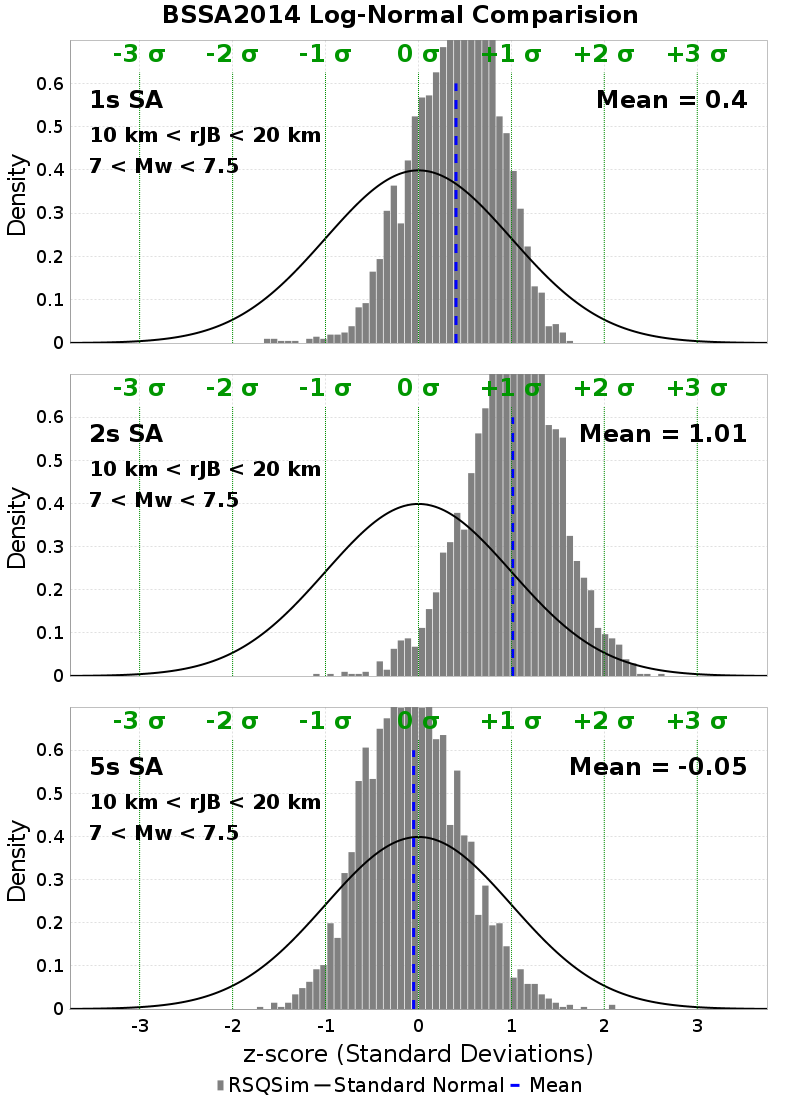 BSSA2014 Log-Normal Comparision
-3 σ -2 σ -1 σ 0 σ +1 σ +2 σ +3 σ
1s SA Mean = 0.4
10 km < rJB < 20 km
7 < Mw < 7.5
Density
0.6
0.5
0.4
0.3
0.2
0.1
0
-3 σ -2 σ -1 σ 0 σ +1 σ +2 σ +3 σ
2s SA Mean = 1.01
10 km < rJB < 20 km
7 < Mw < 7.5
Density
0.6
0.5
0.4
0.3
0.2
0.1
0
-3 σ -2 σ -1 σ 0 σ +1 σ +2 σ +3 σ
5s SA Mean = -0.05
10 km < rJB < 20 km
7 < Mw < 7.5
Density
0.6
0.5
0.4
0.3
0.2
0.1
0
-3 -2 -1 0 1 2 3
z-score (Standard Deviations)
RSQSim Standard Normal Mean